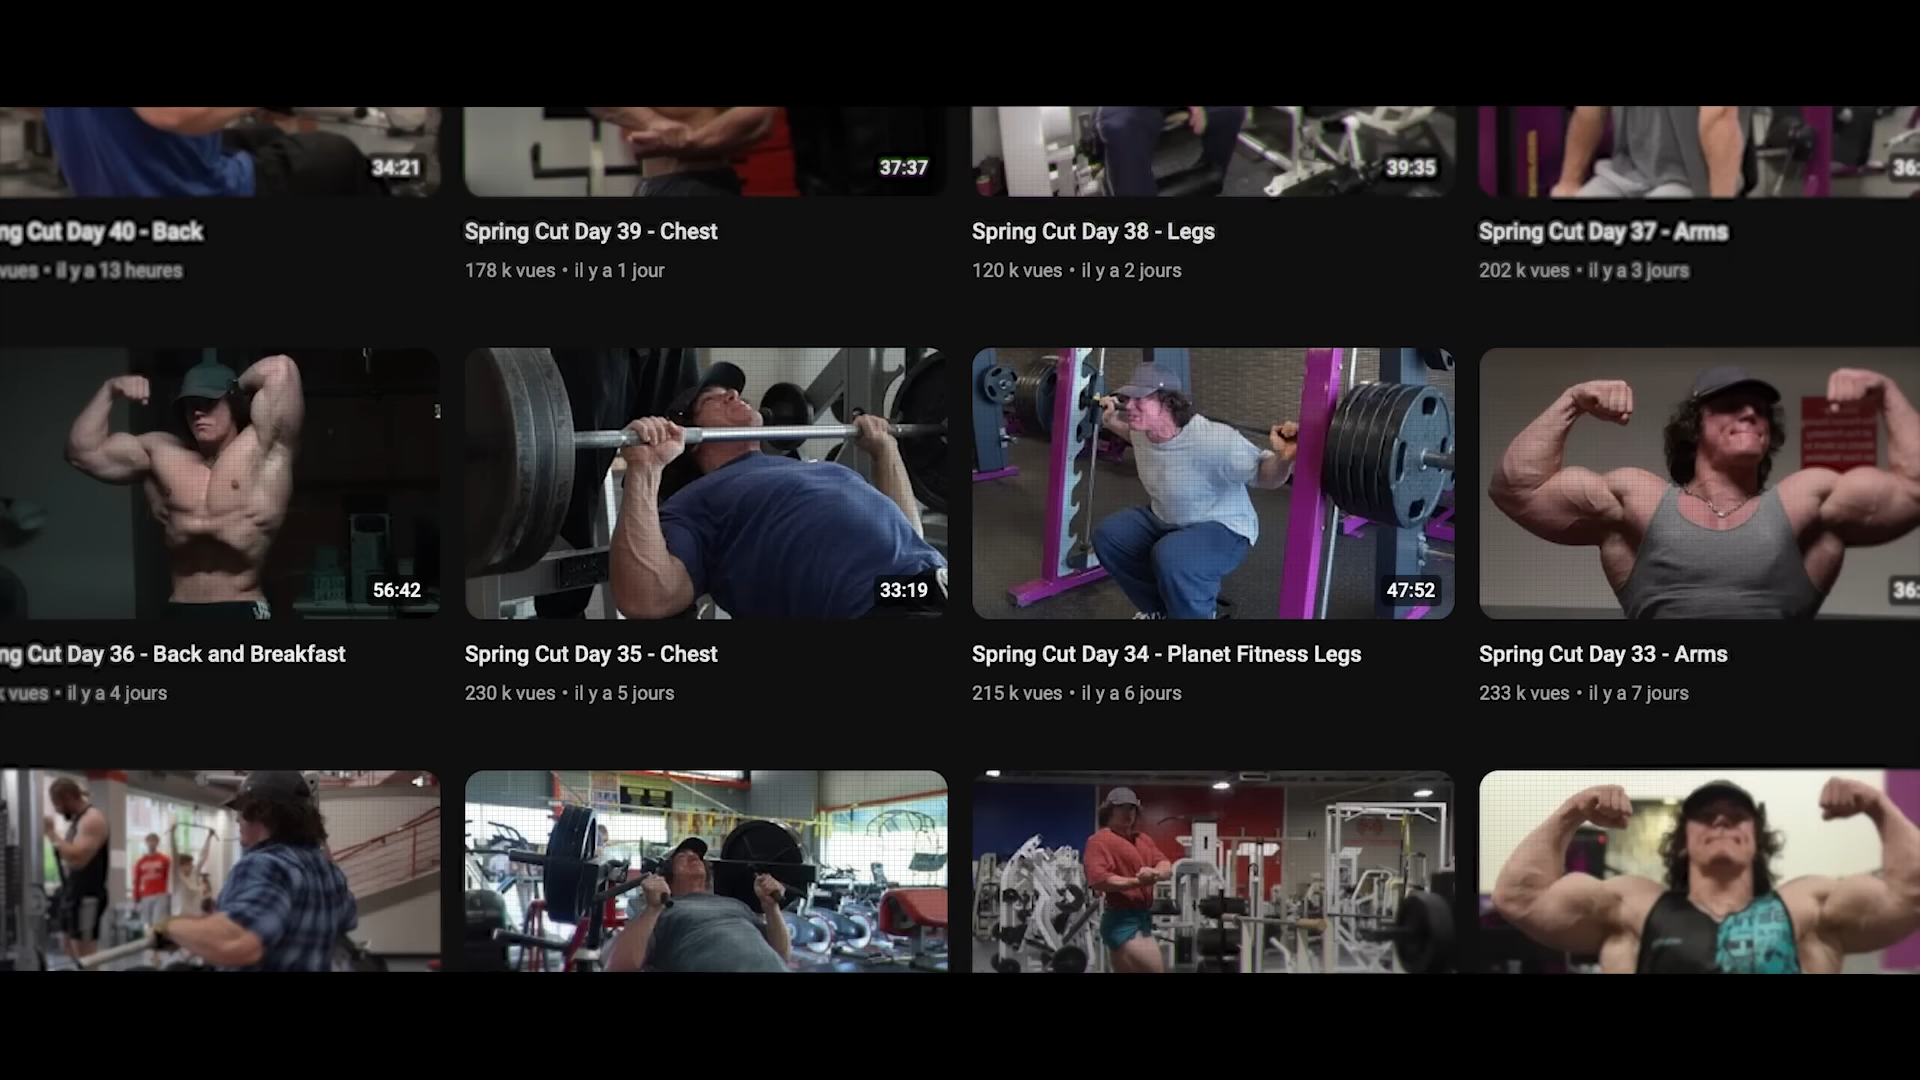 34:21
37:37
39:35
36:
ng Cut Day 40 - Back
Spring Cut Day 39 - Chest
Spring Cut Day 38 - Legs
Spring Cut Day 37 - Arms
vues • il y a 13 heures
178 k vues • il y a 1 jour
120 k vues • il y a 2 jours
202 k vues • il y a 3 jours
56:42
33:19
47:52
36:
ng Cut Day 36 - Back and Breakfast
Spring Cut Day 35 - Chest
Spring Cut Day 34 - Planet Fitness Legs
Spring Cut Day 33 - Arms
k vues • il y a 4 jours
230 k vues • il y a 5 jours
215 k vues • il y a 6 jours
233 k vues • il y a 7 jours